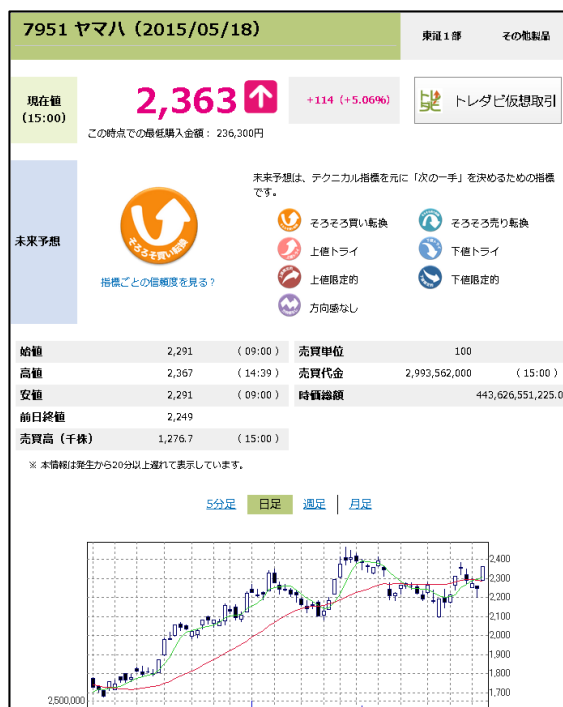 7951 ヤマハ (2015/05/18)
東証1部 その他製品
現在値
(15:00)
2,363
+114 (+5.06%)
トレダビ仮想取引
この時点での最低購入金額： 236,300円
未来予想
未来予想は、テクニカル指標を元に「次の一手」を決めるための指標
です。
そろそろ買い転換
指標ごとの信頼度を見る？
そろそろ買い転換 そろそろ売り転換
上値トライ 下値トライ
上値限定的 下値限定的
方向感なし
始値 2,291 ( 09:00 ) 売買単位 100
高値 2,367 ( 14:39 ) 売買代金 2,993,562,000 ( 15:00 )
安値 2,291 ( 09:00 ) 時価総額 443,626,551,225.0
前日終値 2,249
売買高（千株） 1,276.7 ( 15:00 )
※ 本情報は発生から20分以上遅れて表示しています。
5分足 日足 週足 月足
2,400
2,300
2,200
2,100
2,000
1,900
1,800
1,700
2,500,000